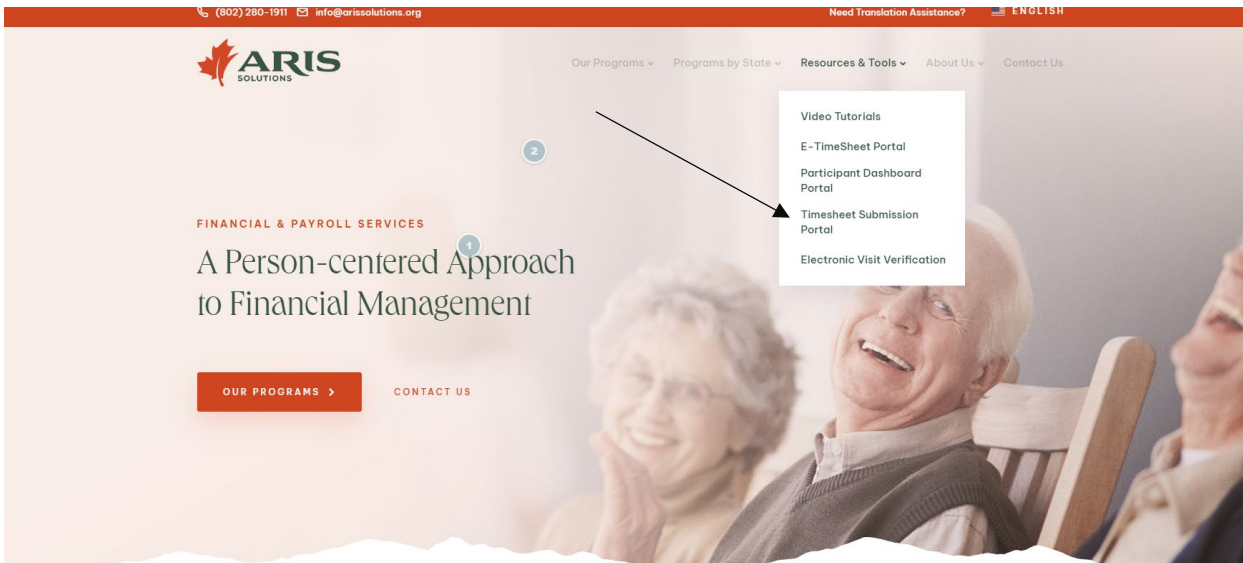 (802) 280-1911 info@arissolutions.org
Need Translation Assistance? ENGLISH
ARIS
SOLUTIONS
Our Programs Programs by State Resources & Tools About Us Contact Us
Video Tutorials
E-TimeSheet Portal
Participant Dashboard
Portal
Timesheet Submission
Portal
Electronic Visit Verification
2
FINANCIAL & PAYROLL SERVICES
1
A Person-centered Approach
to Financial Management
OUR PROGRAMS
CONTACT US